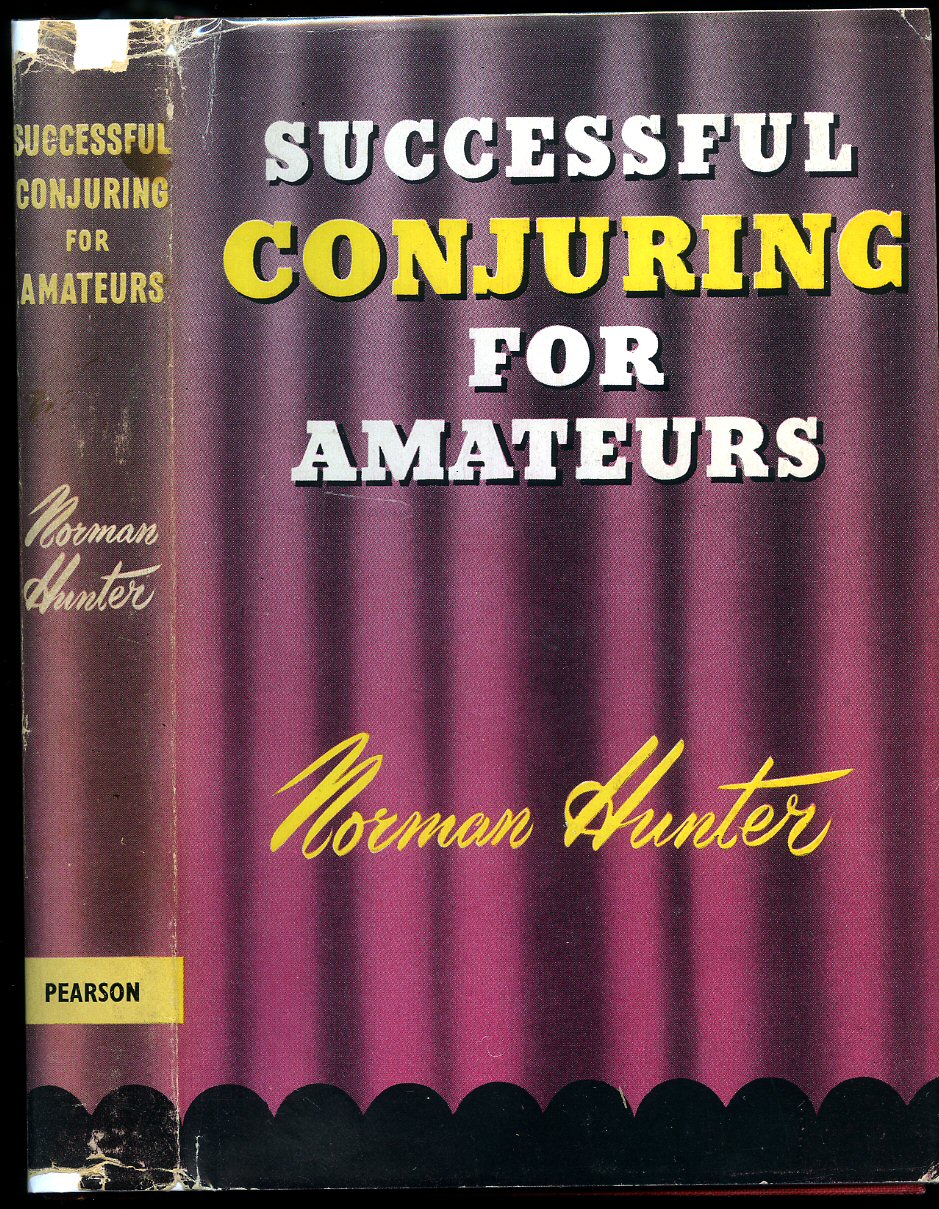 SUCCESSFUL
CONJURING
FOR
AMATEURS
Norman
Hunter
PEARSON
SUCCESSFUL
CONJURING
FOR
AMATEURS
Norman Hunter